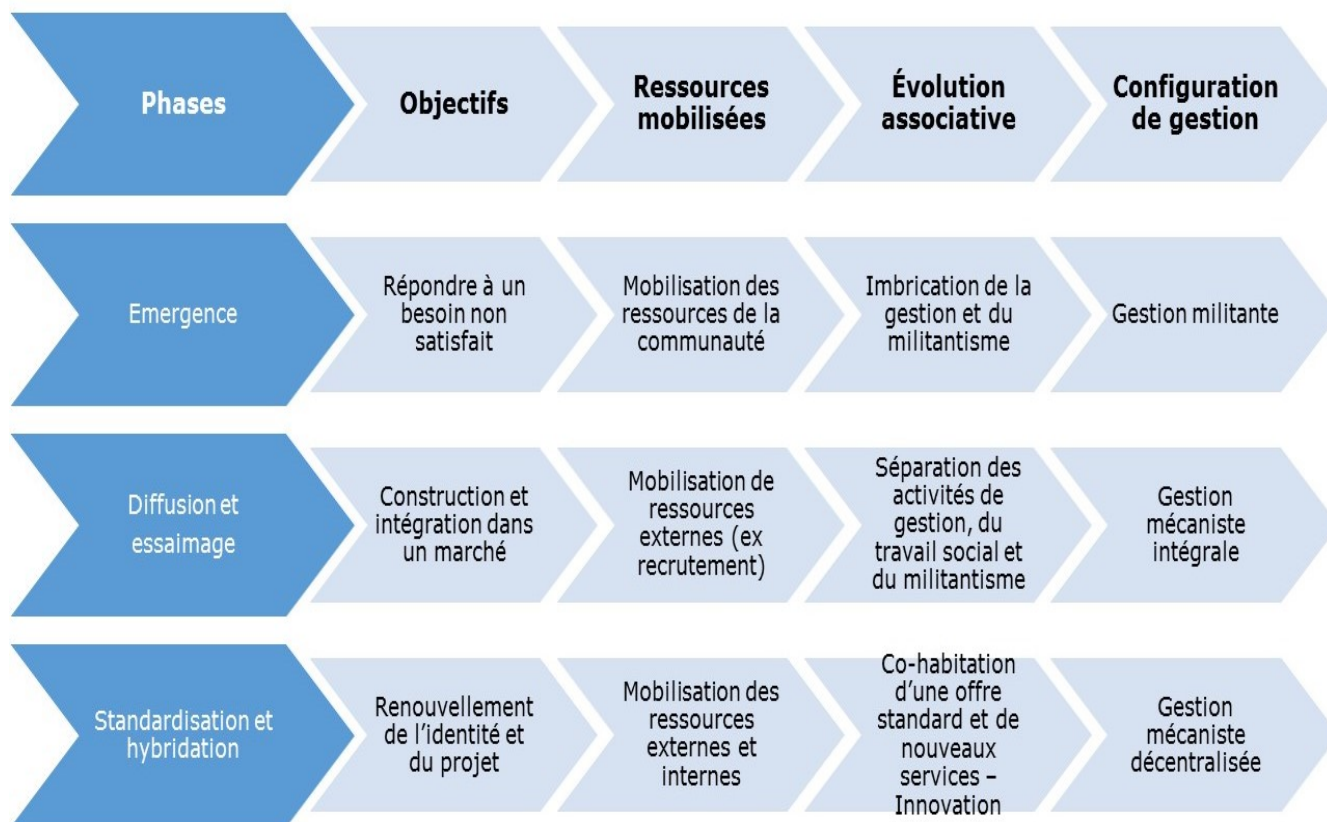 Phases
Objectifs
Ressources
mobilisées
Évolution
associative
Configuration
de gestion
Emergence
Répondre à un
besoin non
satisfait
Mobilisation des
ressources de la
communauté
Imbrication de la
gestion et du
militantisme
Gestion militante
Diffusion et
essaimage
Construction et
intégration dans
un marché
Mobilisation de
ressources
externes (ex
recrutement)
Séparation des
activités de
gestion, du
travail social et
du militantisme
Gestion
mécaniste
intégrale
Standardisation et
hybridation
Renouvellement
de l’identité et
du projet
Mobilisation des
ressources
externes et
internes
Co-habitation
d’une offre
standard et de
nouveaux
services –
Innovation
Gestion
mécaniste
décentralisée